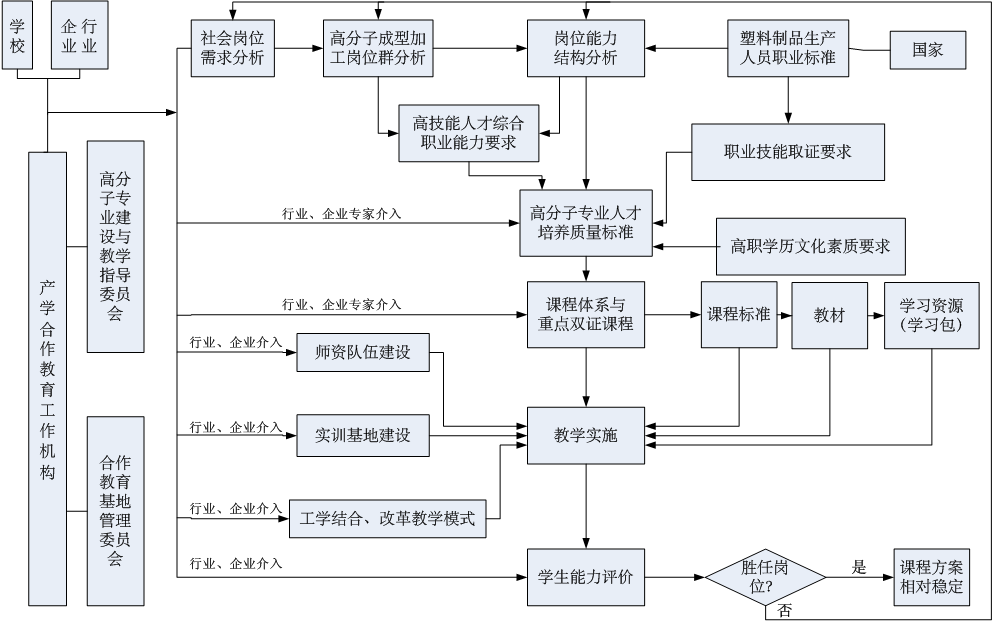 学
校
企 行
业 业
社会岗位
需求分析
高分子成型加
工岗位群分析
岗位能力
结构分析
塑料制品生产
人员职业标准
国家
高技能人才综合
职业能力要求
职业技能取证要求
高分
子专
业建
设与
教学
指导
委员
会
行业、企业专家介入
高分子专业人才
培养质量标准
高职学历文化素质要求
产
学
合
作
教
育
工
作
机
构
行业、企业专家介入
课程体系与
重点双证课程
课程标准
教材
学习资源
(学习包)
行业、企业介入
师资队伍建设
行业、企业介入
实训基地建设
教学实施
合作
教育
基地
管理
委员
会
行业、企业介入
工学结合、改革教学模式
行业、企业介入
学生能力评价
胜任岗
位?
是
否
课程方案
相对稳定